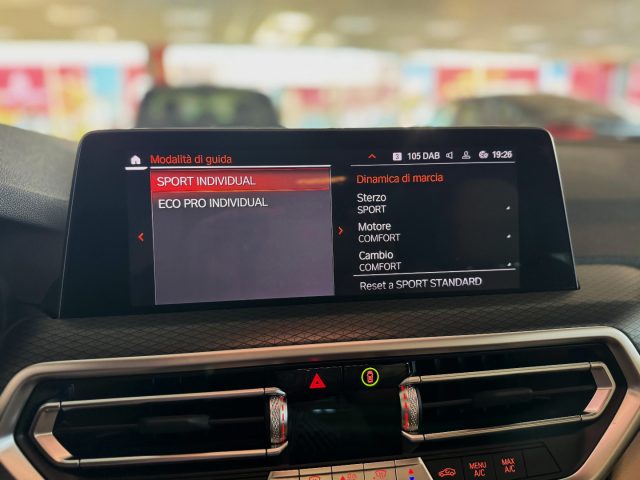 Modalità di guida
3 105 DAB 19:26
SPORT INDIVIDUAL
ECO PRO INDIVIDUAL
Dinamica di marcia
Sterzo
SPORT
Motore
COMFORT
Cambio
COMFORT
Reset a SPORT STANDARD
MENU
A/C
MAX
A/C